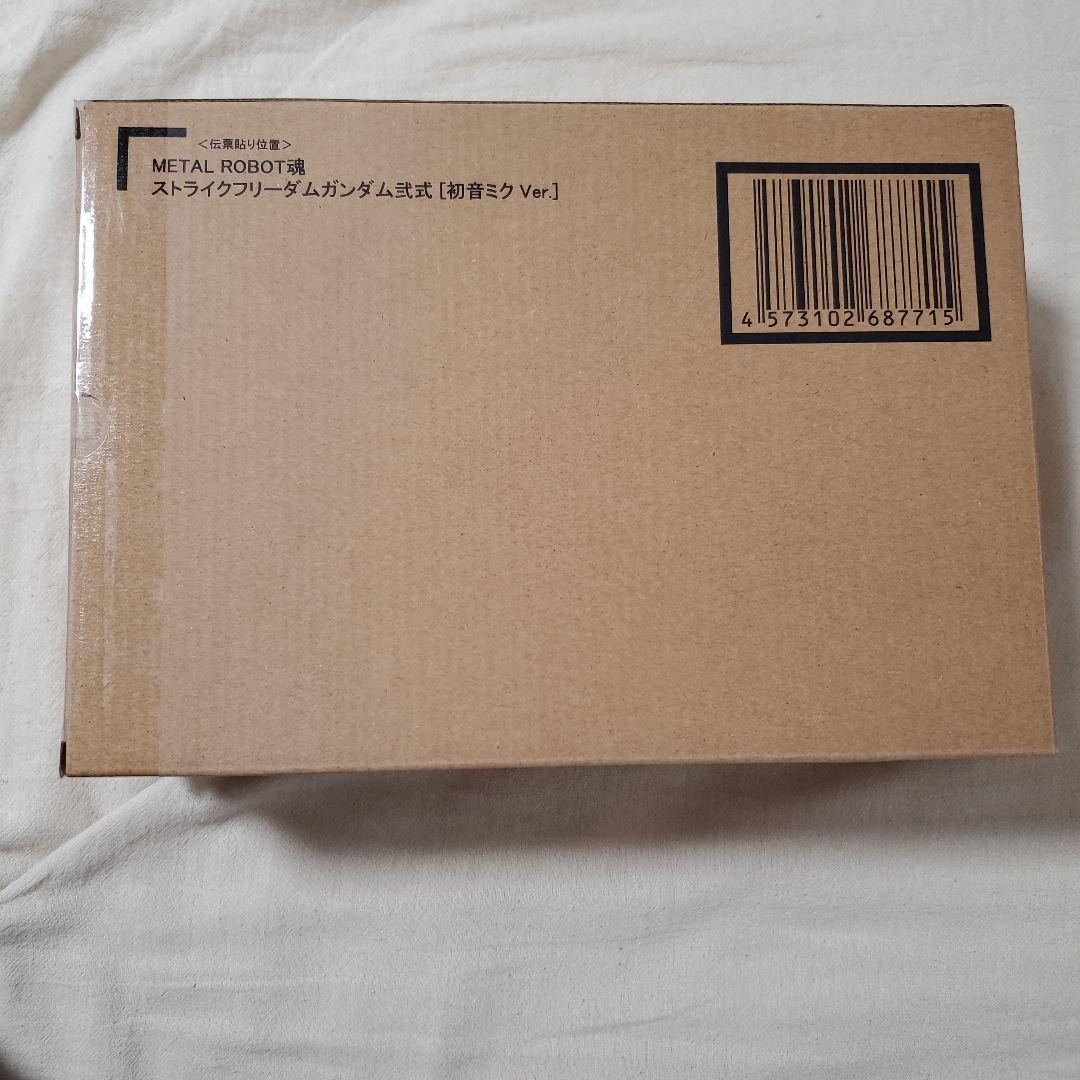 ＜伝票貼り位置＞
METAL ROBOT魂
ストライクフリーダムガンダム弐式 [初音ミク Ver.]
4 573102 687715